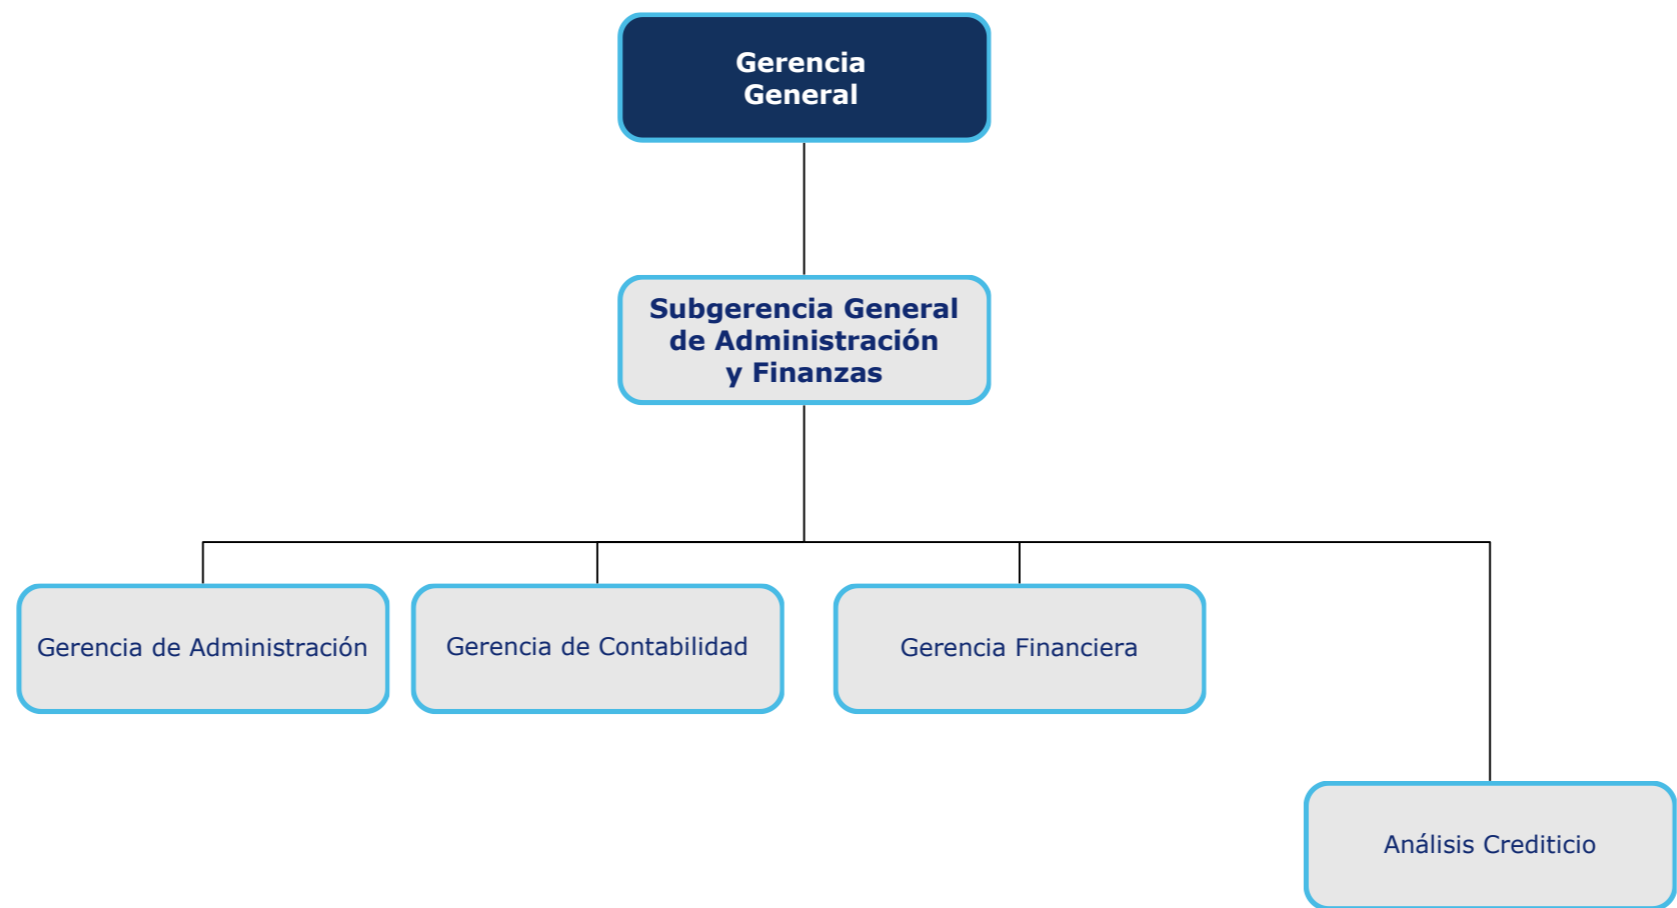 Gerencia
General
Subgerencia General
de Administración
y Finanzas
Gerencia de Administración
Gerencia de Contabilidad
Gerencia Financiera
Análisis Crediticio